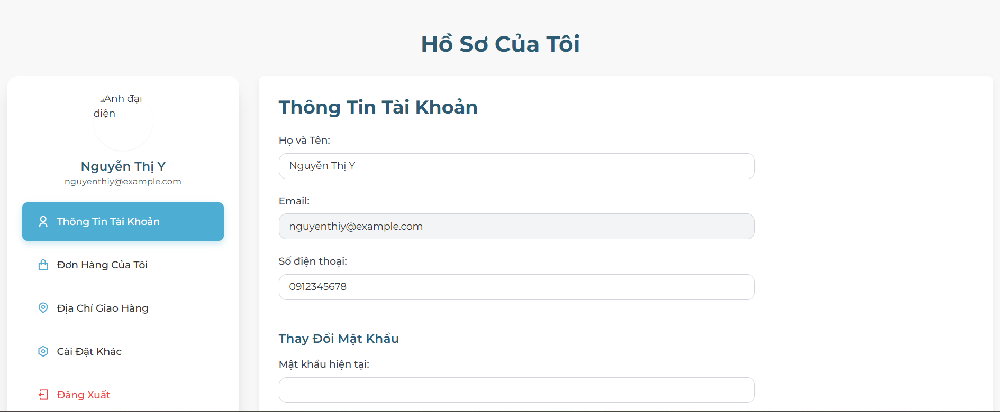 Hồ Sơ Của Tôi
Ảnh đại
diện
Nguyễn Thị Y
nguyenthiy@example.com
Thông Tin Tài Khoản
Đơn Hàng Của Tôi
Địa Chỉ Giao Hàng
Cài Đặt Khác
Đăng Xuất
Thông Tin Tài Khoản
Họ và Tên:
Nguyễn Thị Y
Email:
nguyenthiy@example.com
Số điện thoại:
0912345678
Thay Đổi Mật Khẩu
Mật khẩu hiện tại: